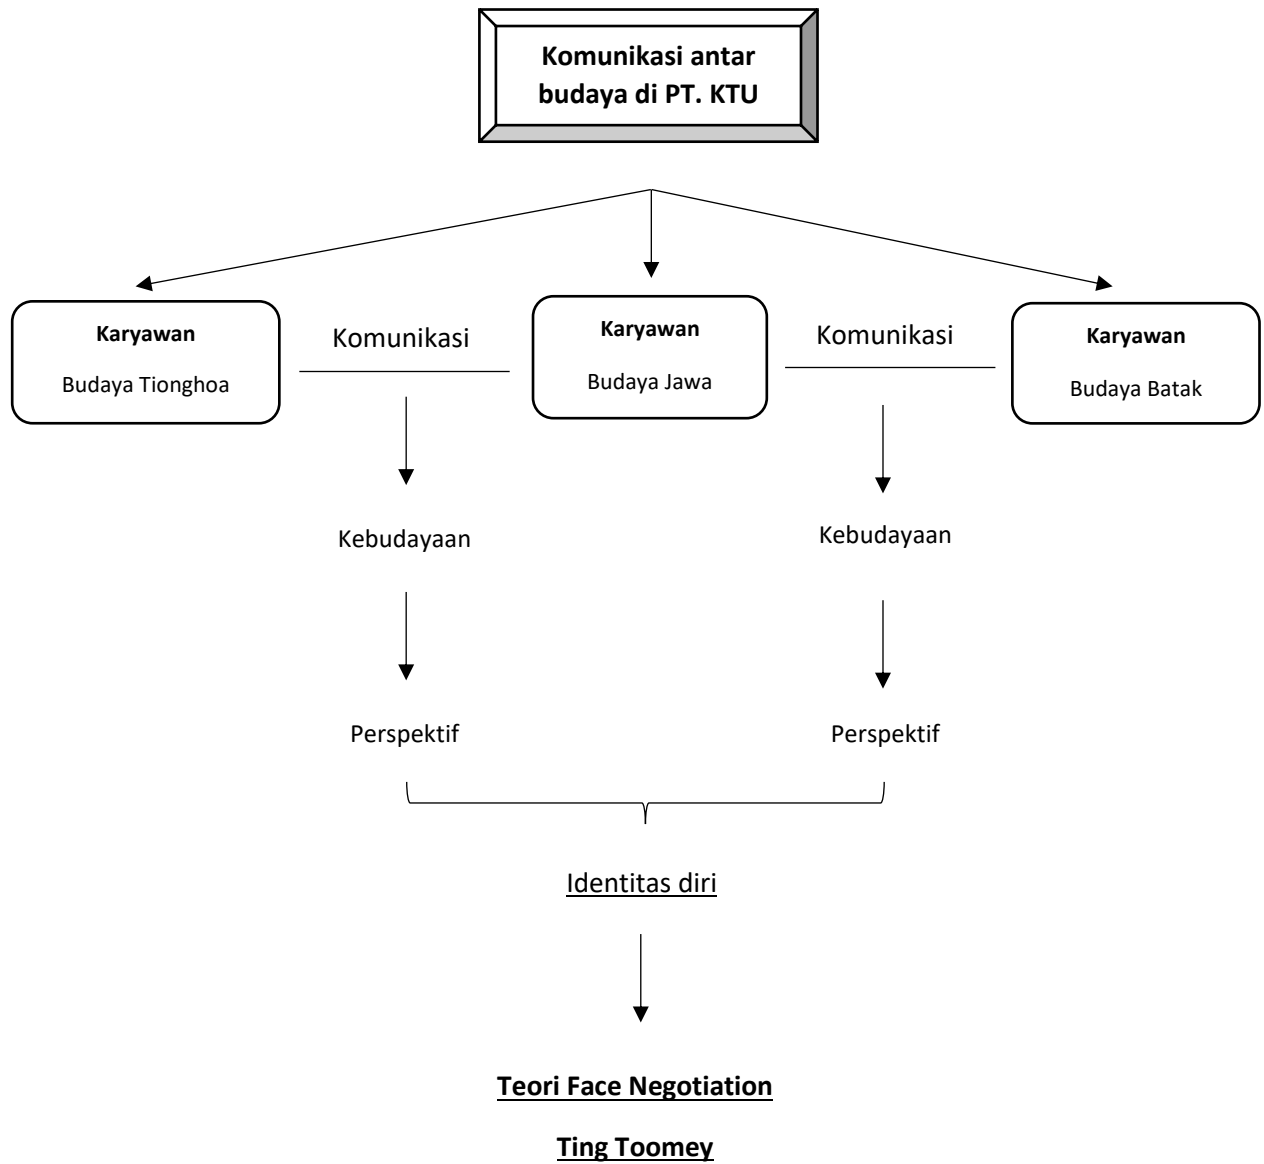 Komunikasi antar
budaya di PT. KTU
Karyawan
Budaya Tionghoa
Komunikasi
Karyawan
Budaya Jawa
Komunikasi
Karyawan
Budaya Batak
Kebudayaan
Kebudayaan
Perspektif
Perspektif
Identitas diri
Teori Face Negotiation
Ting Toomey